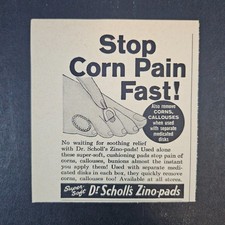 Stop
Corn Pain
Fast!
Also remove
CORNS,
CALLOUSES
when used
with separate
medicated
disks
No waiting for soothing relief
with Dr. Scholl's Zino-pads! Used alone
these super-soft, cushioning pads stop pain of
corns, callouses, bunions almost the instant
you apply them! Used with separate medi-
cated disks in each box, they quickly remove
corns, callouses too! Available at all stores.
Super-
Soft Dr. Scholl's Zino-pads